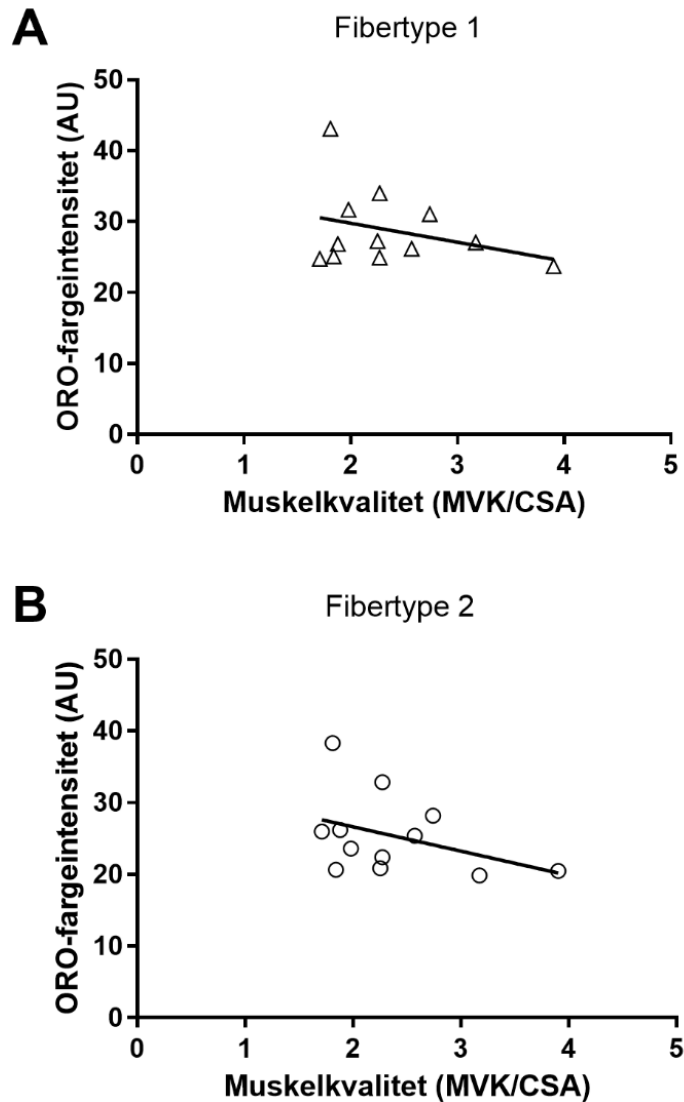 A
Fibertype 1
ORO-fargeintensitet (AU)
50
40
30
20
10
0
0 1 2 3 4 5
Muskelkvalitet (MVK/CSA)
B
Fibertype 2
ORO-fargeintensitet (AU)
50
40
30
20
10
0
0 1 2 3 4 5
Muskelkvalitet (MVK/CSA)